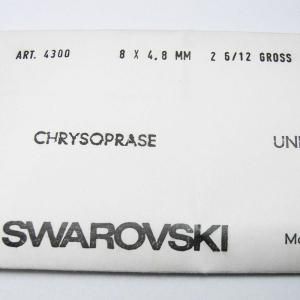 ART. 4300 8 X 4,8 MM 2 6/12 GROSS
CHRYSOPRASE
SWAROVSKI